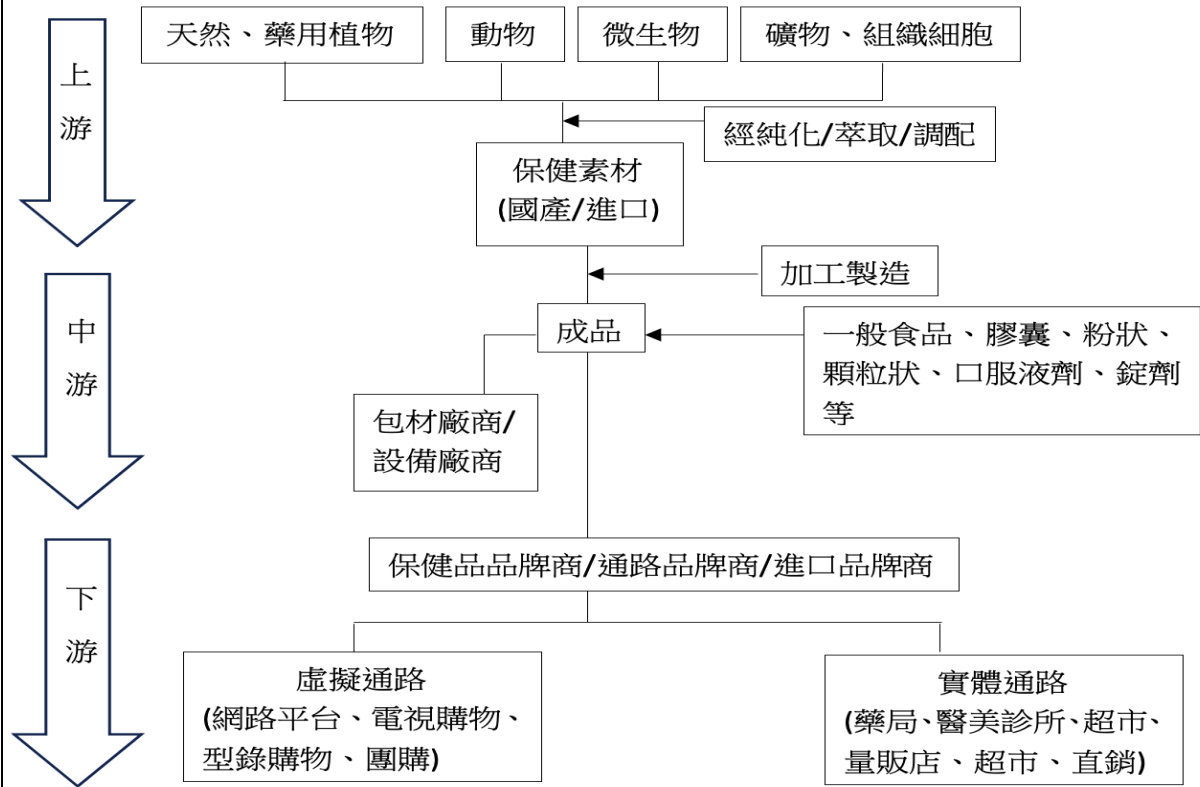 上
游
天然、藥用植物
動物
微生物
礦物、組織細胞
經純化/萃取/調配
保健素材
(國產/進口)
中
游
加工製造
成品
一般食品、膠囊、粉狀、
顆粒狀、口服液劑、錠劑
等
包材廠商/
設備廠商
下
游
保健品品牌商/通路品牌商/進口品牌商
虛擬通路
(網路平台、電視購物、
型錄購物、團購)
實體通路
(藥局、醫美診所、超市、
量販店、超市、直銷)